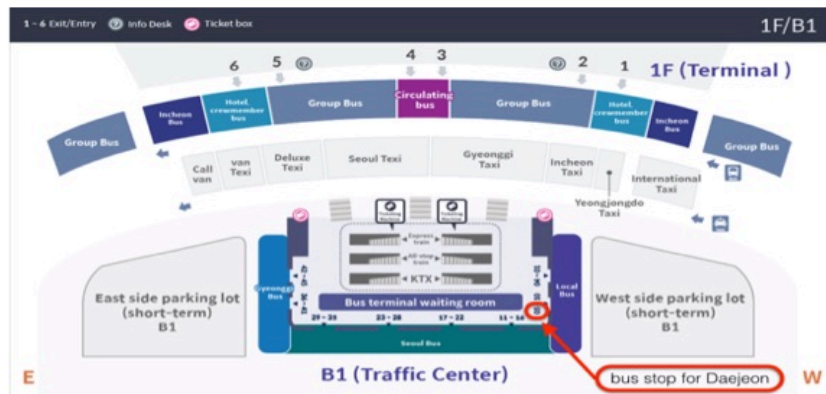 1 - 6 Exit/Entry
Info Desk
Ticket box
1F/B1
1F (Terminal )
6
5
4
3
2
1
Group Bus
Incheon
Bus
Hotel,
crewmember
bus
Group Bus
Circulating
bus
Group Bus
Hotel,
crewmember
bus
Incheon
Bus
Group Bus
Call
van
van
Texi
Deluxe
Texi
Seoul Texi
Gyeonggi
Taxi
Incheon
Taxi
Yeongjongdo
Taxi
International
Taxi
Express
train
All stop
train
KTX
Bus terminal waiting room
29 ~ 33
23 ~ 28
17 ~ 22
11 ~ 16
Gyeonggi
Bus
Local
Bus
Seoul Bus
East side parking lot
(short-term)
B1
West side parking lot
(short-term)
B1
E
B1 (Traffic Center)
bus stop for Daejeon
W